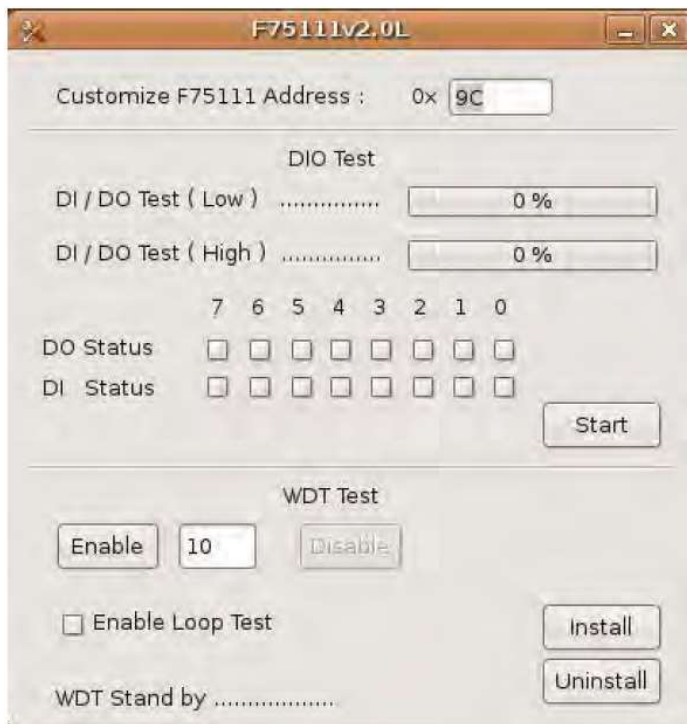 F75111v2.0L
Customize F75111 Address : 0x 9C
DIO Test
DI / DO Test ( Low ) ............... 0 %
DI / DO Test ( High ) ............... 0 %
7 6 5 4 3 2 1 0
DO Status
DI Status
Start
WDT Test
Enable 10 Disable
Enable Loop Test
Install
Uninstall
WDT Stand by ..................